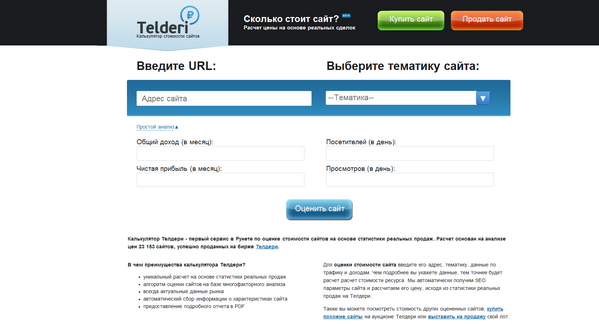 Telderi
Калькулятор стоимости сайтов
Сколько стоит сайт?
Расчет цены на основе реальных сделок
Купить сайт
Продать сайт
Введите URL:
Выберите тематику сайта:
Адрес сайта
--Тематика--
Простой анализ▲
Общий доход (в месяц):
Посетителей (в день):
Чистая прибыль (в месяц):
Просмотров (в день):
Оценить сайт
Калькулятор Телдери - первый сервис в Рунете по оценке стоимости сайтов на основе статистики реальных продаж. Расчет основан на анализе
цен 23 153 сайтов, успешно проданных на бирже Телдери.
В чем преимущества калькулятора Телдери?
уникальный расчет на основе статистики реальных продаж
алгоритм оценки сайтов на базе многофакторного анализа
всегда актуальные данные рынка
автоматический сбор информации о характеристиках сайта
предоставление подробного отчета в PDF
Для оценки стоимости сайта введите его адрес, тематику, данные по
трафику и доходам. Чем подробнее вы укажете данные, тем точнее будет
расчет стоимости ресурса. Мы автоматически получим SEO
параметры сайта и рассчитаем его цену, исходя из статистики реальных
продаж на Телдери.
Также вы можете посмотреть стоимость других оцененных сайтов, купить
похожие сайты на аукционе Телдери или выставить на продажу свой лот